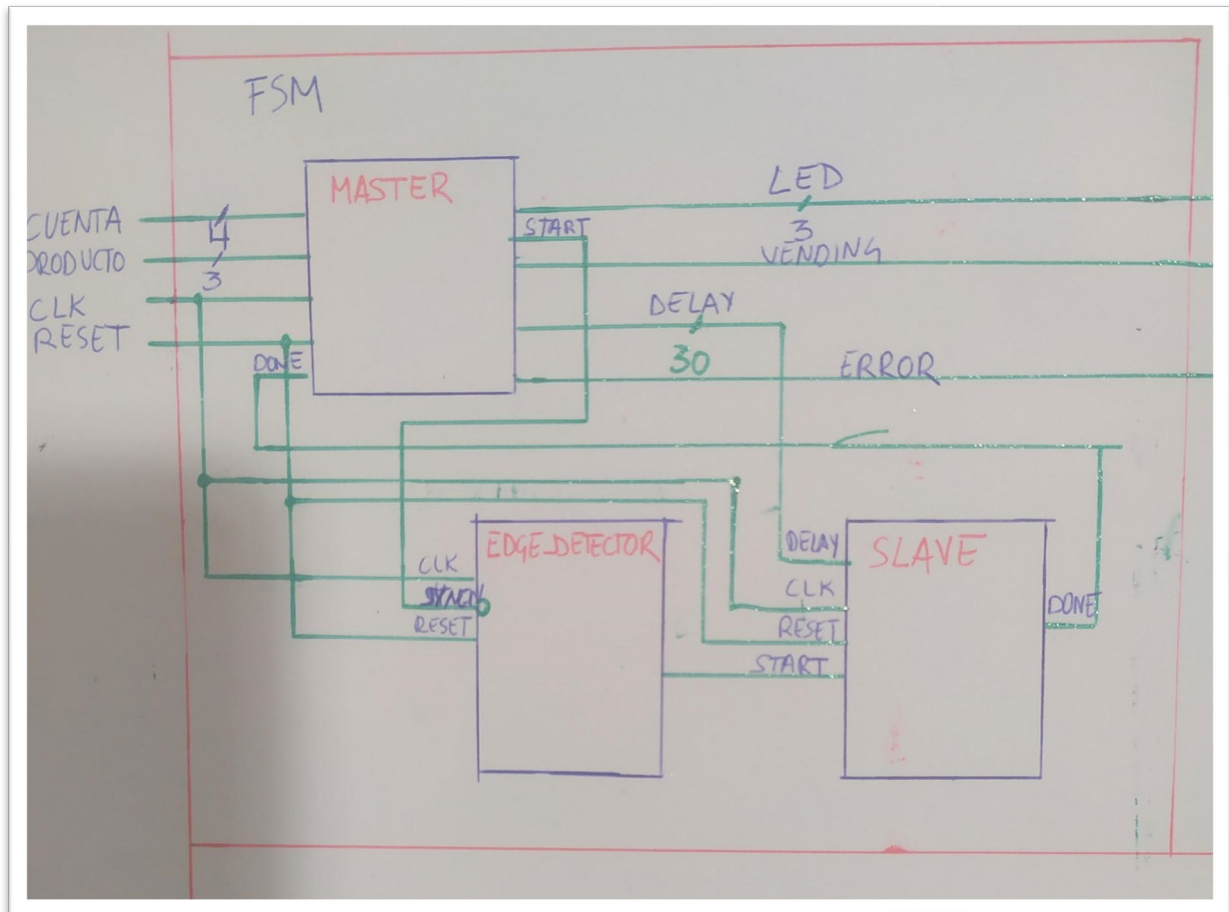 FSM
MASTER
LED
CUENTA
4
START
3
PRODUCTO
3
VENDING
CLK
DELAY
RESET
30
ERROR
DONE
EDGE_DETECTOR
DELAY
SLAVE
CLK
CLK
DONE
RESET
RESET
START